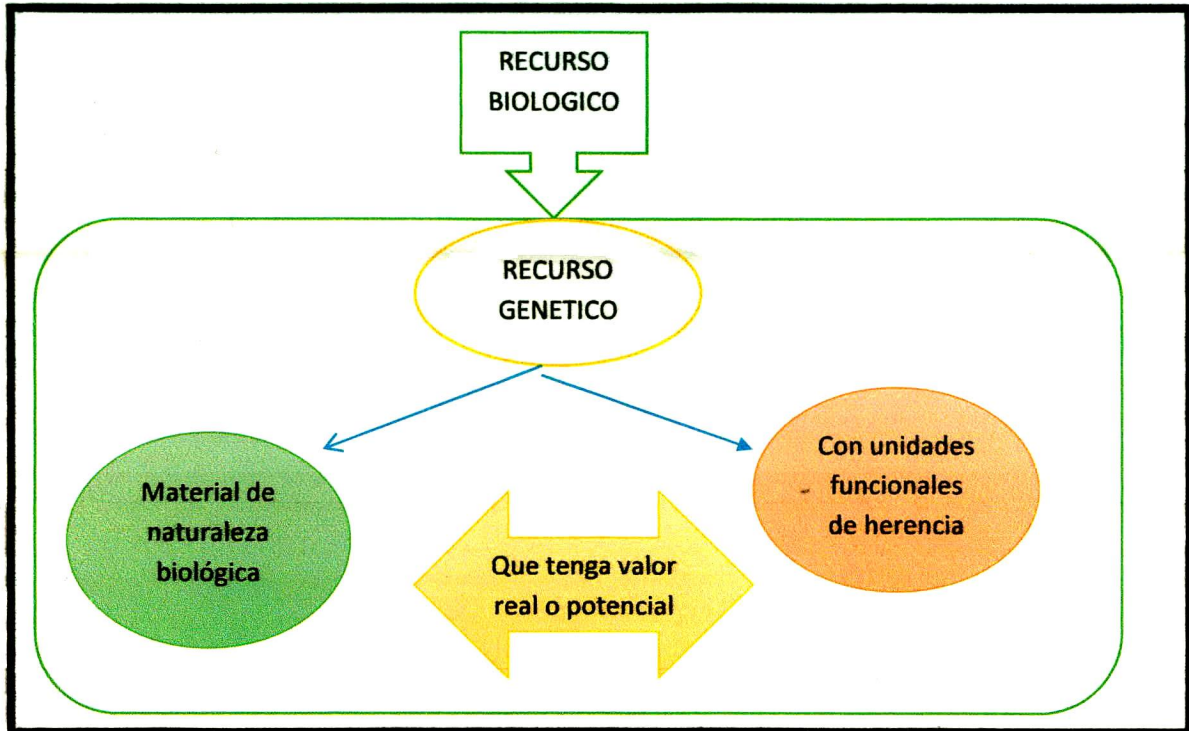 RECURSO
BIOLOGICO
RECURSO
GENETICO
Material de
naturaleza
biológica
Con unidades
funcionales
de herencia
Que tenga valor
real o potencial